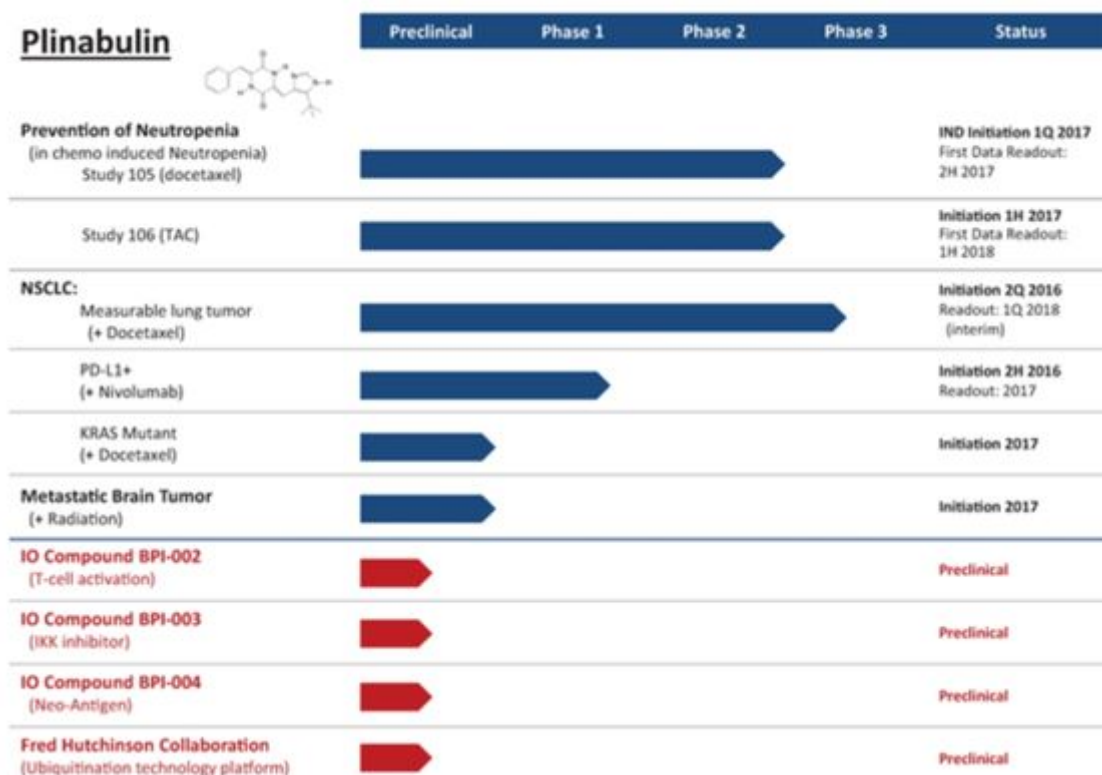 Plinabulin
Preclinical Phase 1 Phase 2 Phase 3 Status
Prevention of Neutropenia
(in chemo induced Neutropenia)
Study 105 (docetaxel)
IND Initiation 1Q 2017
First Data Readout:
2H 2017
Study 106 (TAC)
Initiation 1H 2017
First Data Readout:
1H 2018
NSCLC:
Measurable lung tumor
(+ Docetaxel)
Initiation 2Q 2016
Readout: 1Q 2018
(interim)
PD-L1+
(+ Nivolumab)
Initiation 2H 2016
Readout: 2017
KRAS Mutant
(+ Docetaxel)
Initiation 2017
Metastatic Brain Tumor
(+ Radiation)
Initiation 2017
IO Compound BPI-002
(T-cell activation)
Preclinical
IO Compound BPI-003
(IKK inhibitor)
Preclinical
IO Compound BPI-004
(Neo-Antigen)
Preclinical
Fred Hutchinson Collaboration
(Ubiquitination technology platform)
Preclinical